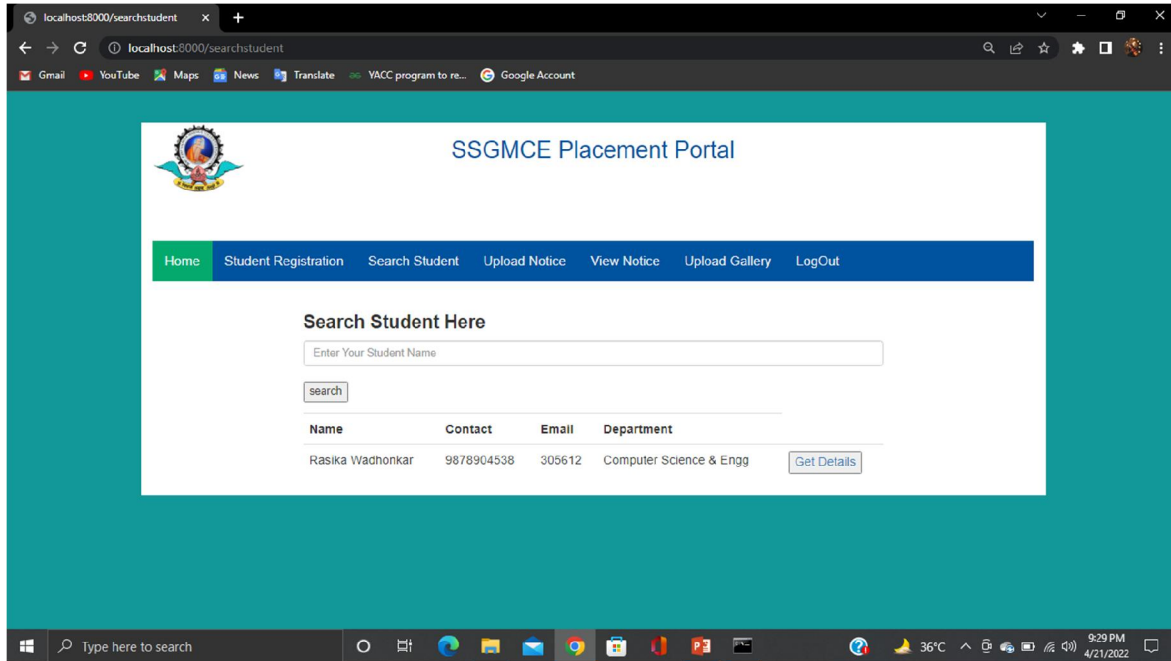 localhost:8000/searchstudent
localhost:8000/searchstudent
Gmail YouTube Maps News Translate YACC program to re... Google Account
SSGMCE Placement Portal
Home Student Registration Search Student Upload Notice View Notice Upload Gallery LogOut
Search Student Here
Enter Your Student Name
search
Name Contact Email Department
Rasika Wadhonkar 9878904538 305612 Computer Science & Engg Get Details
Type here to search 36°C 9:29 PM
4/21/2022